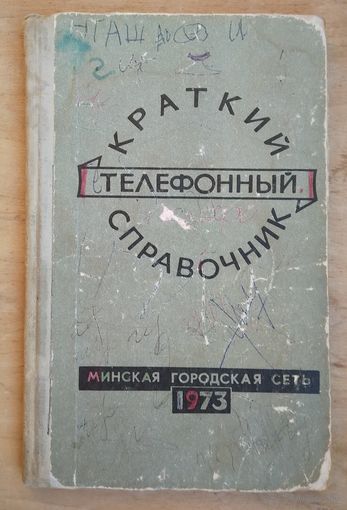 КРАТКИЙ
ТЕЛЕФОННЫЙ
СПРАВОЧНИК
МИНСКАЯ ГОРОДСКАЯ СЕТЬ
1973